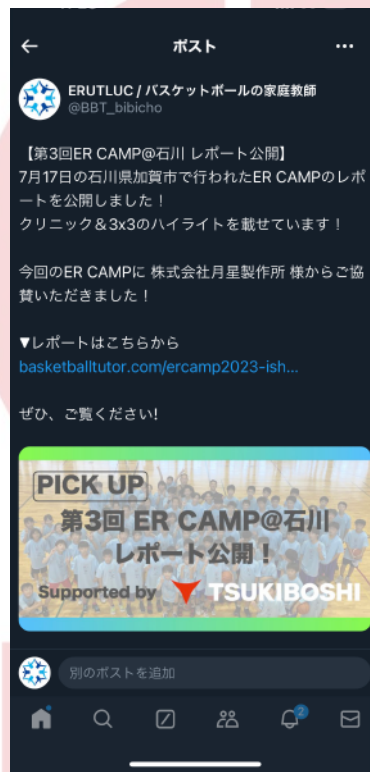 ポスト
ERUTLUC / バスケットボールの家庭教師
@BBT_bibicho
【第3回ER CAMP@石川 レポート公開】
7月17日の石川県加賀市で行われたER CAMPのレポ
ートを公開しました！
クリニック＆3x3のハイライトを載せています！
今回のER CAMPに 株式会社月星製作所 様からご協
賛いただきました！
▼レポートはこちらから
basketballtutor.com/ercamp2023-ish...
ぜひ、ご覧ください!
PICK UP
第3回 ER CAMP@石川
レポート公開！
Supported by TSUKIBOSHI
別のポストを追加
2